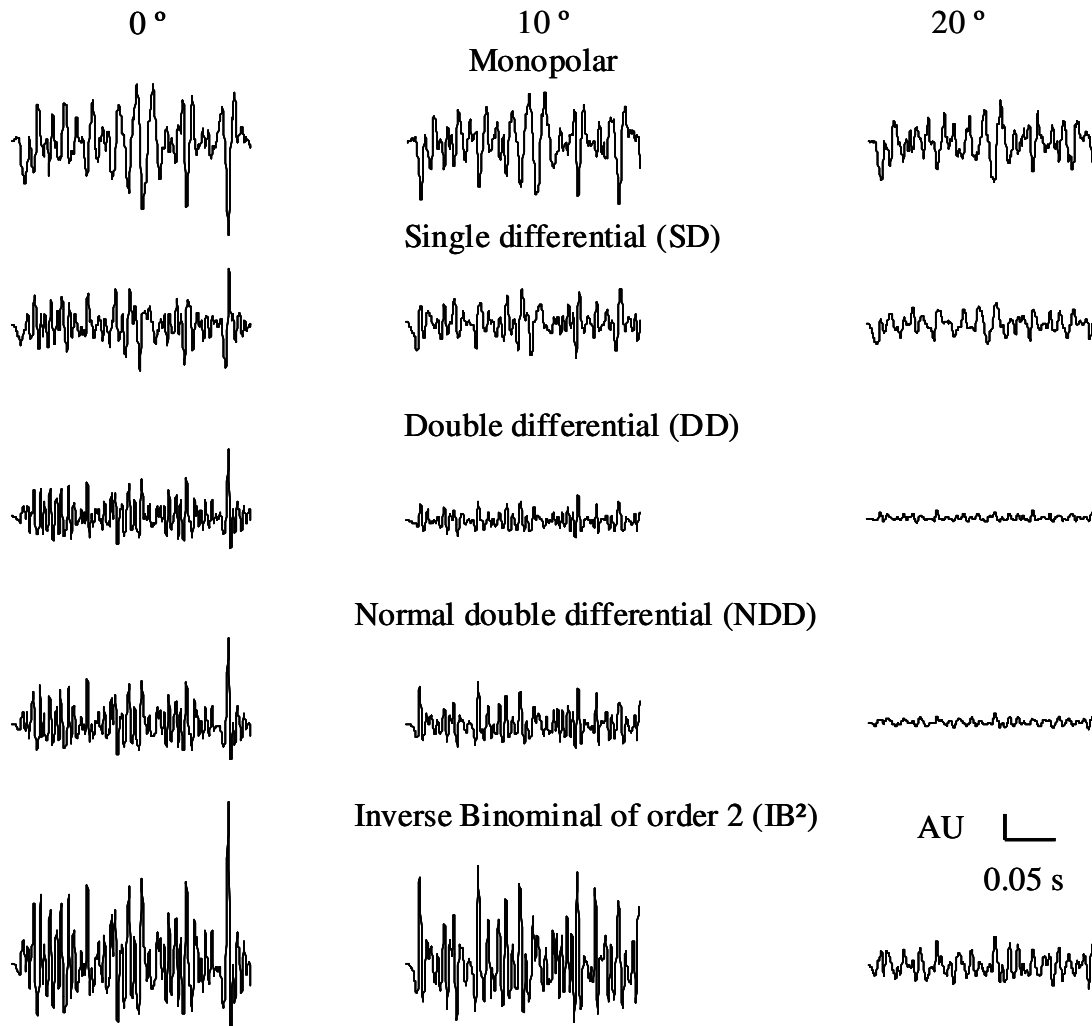 0 º 10 º 20 º
Monopolar
Single differential (SD)
Double differential (DD)
Normal double differential (NDD)
Inverse Binominal of order 2 (IB²)
AU
0.05 s